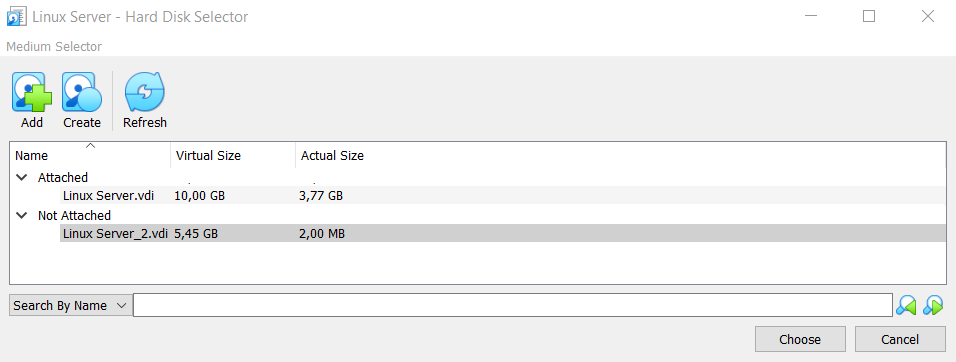 Linux Server - Hard Disk Selector
Medium Selector
Add Create Refresh
Name Virtual Size Actual Size
Attached
Linux Server.vdi 10,00 GB 3,77 GB
Not Attached
Linux Server_2.vdi 5,45 GB 2,00 MB
Search By Name
Choose Cancel